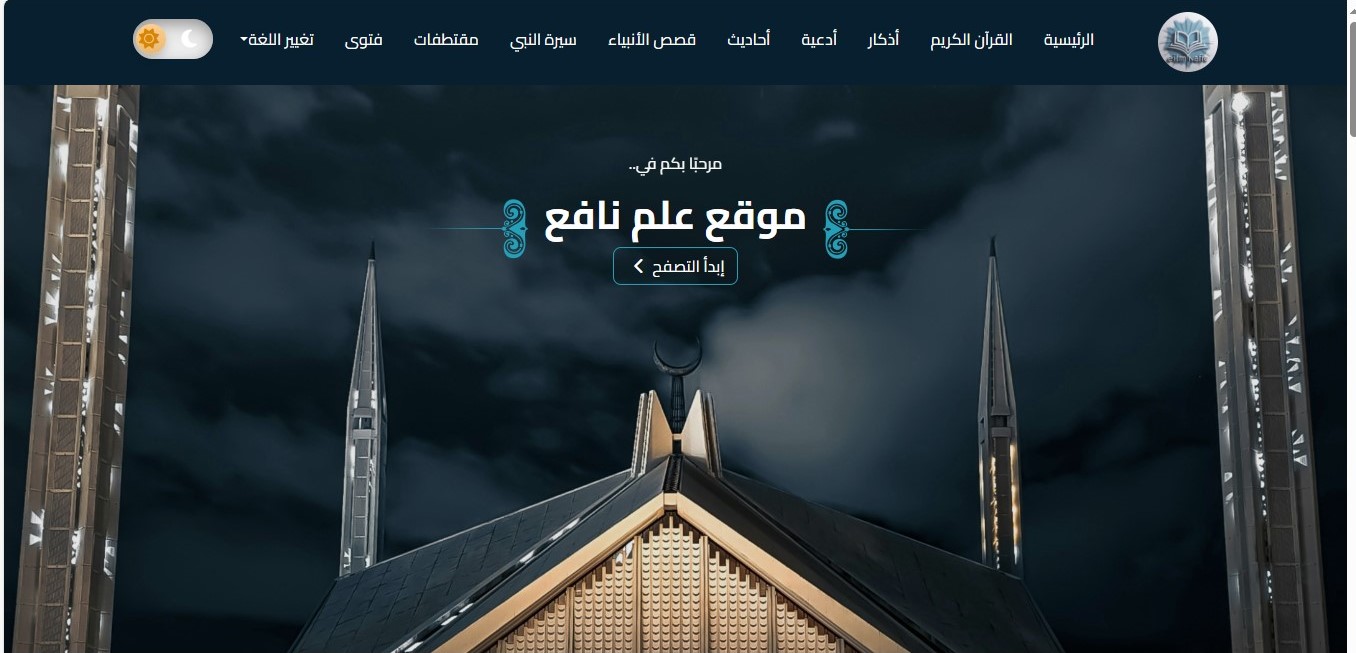 الرئيسية
القرآن الكريم
أذكار
أدعية
أحاديث
قصص الأنبياء
سيرة النبي
مقتطفات
فتوى
تغيير اللغة
مرحبًا بكم في..
موقع علم نافع
إبدأ التصفح